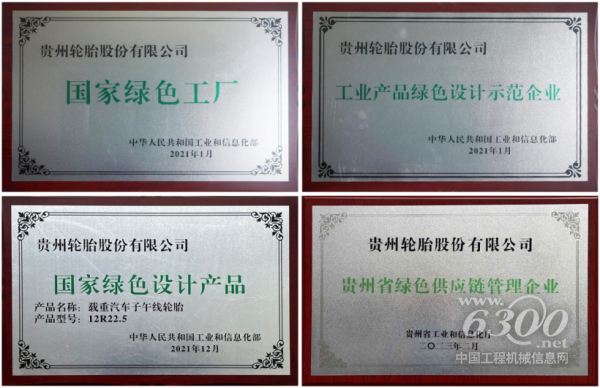 贵州轮胎股份有限公司
国家绿色工厂
中华人民共和国工业和信息化部
2021年1月
贵州轮胎股份有限公司
工业产品绿色设计示范企业
中华人民共和国工业和信息化部
2021年1月
贵州轮胎股份有限公司
国家绿色设计产品
产品名称：载重汽车子午线轮胎
产品型号：12R22.5
中华人民共和国工业和信息化部
2021年12月
贵州轮胎股份有限公司
贵州省绿色供应链管理企业
贵州省工业和信息化厅
二〇二三年二月
6300.net
中国工程机械信息网